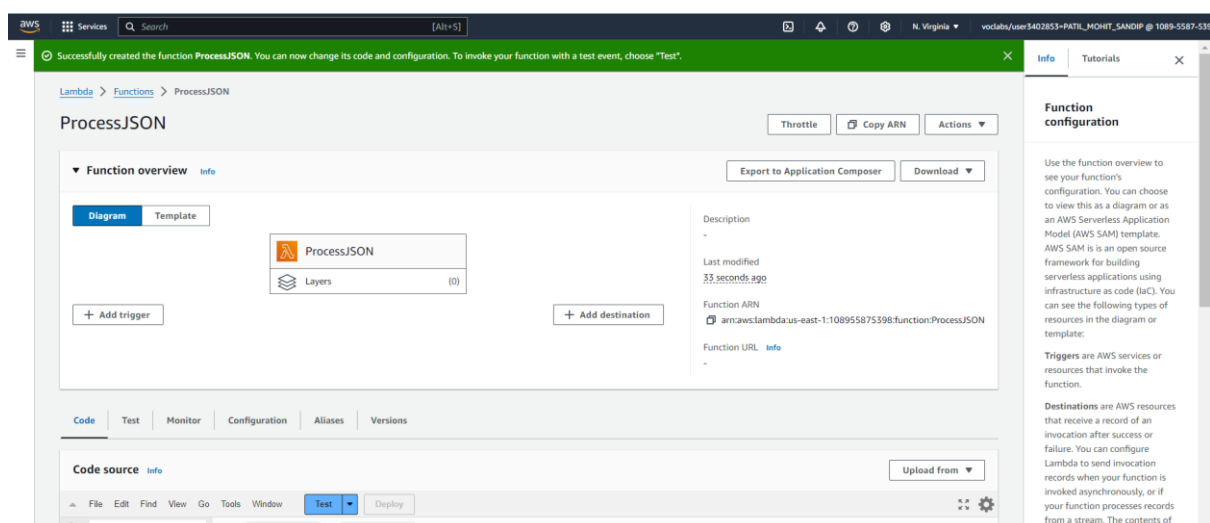 aws
Services
Search
[Alt+S]
N. Virginia ▼
voclabs/user3402853=PATIL_MOHIT_SANDIP @ 1089-5587-539
Successfully created the function ProcessJSON. You can now change its code and configuration. To invoke your function with a test event, choose "Test".
Lambda > Functions > ProcessJSON
ProcessJSON
Throttle
Copy ARN
Actions ▼
▼ Function overview Info
Export to Application Composer
Download ▼
Diagram
Template
ProcessJSON
Layers (0)
+ Add trigger
+ Add destination
Description
-
Last modified
33 seconds ago
Function ARN
arn:aws:lambda:us-east-1:108955875398:function:ProcessJSON
Function URL Info
-
Code
Test
Monitor
Configuration
Aliases
Versions
Code source Info
Upload from ▼
File Edit Find View Go Tools Window
Test
Deploy
Info
Tutorials
Function
configuration
Use the function overview to
see your function's
configuration. You can choose
to view this as a diagram or as
an AWS Serverless Application
Model (AWS SAM) template.
AWS SAM is is an open source
framework for building
serverless applications using
infrastructure as code (IaC). You
can see the following types of
resources in the diagram or
template:
Triggers are AWS services or
resources that invoke the
function.
Destinations are AWS resources
that receive a record of an
invocation after success or
failure. You can configure
Lambda to send invocation
records when your function is
invoked asynchronously, or if
your function processes records
from a stream. The contents of